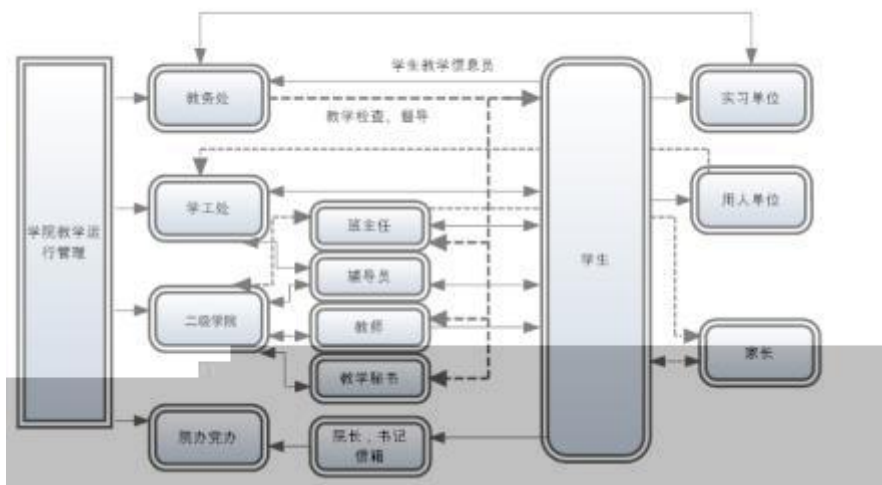 学生教学信息员
教务处
实习单位
教学检查、督导
学工处
用人单位
班主任
学院教学运
行管理
辅导员
学生
二级学院
教师
家长
教学秘书
院办党办
院长，书记
信箱